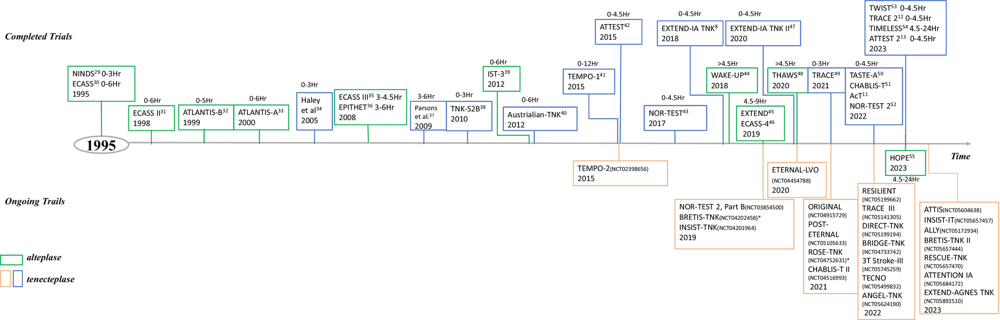 Completed Trials
NINDS29 0-3Hr
ECASS30 0-6Hr
1995
0-6Hr
ECASS II31
1998
0-5Hr
ATLANTIS-B32
1999
0-6Hr
ATLANTIS-A33
2000
0-3Hr
Haley
et al34
2005
ECASS III35 3-4.5Hr
EPITHET36 3-6Hr
2008
3-6Hr
Parsons
et al.37
2009
0-3Hr
TNK-S2B38
2010
0-6Hr
IST-339
2012
0-6Hr
Austrialian-TNK40
2012
0-12Hr
TEMPO-141
2015
0-4.5Hr
ATTEST42
2015
0-4.5Hr
NOR-TEST43
2017
0-4.5Hr
EXTEND-IA TNK8
2018
>4.5Hr
WAKE-UP44
2018
4.5-9Hr
EXTEND45
ECASS-446
2019
0-4.5Hr
EXTEND-IA TNK II47
2020
>4.5Hr
THAWS48
2020
0-3Hr
TRACE49
2021
0-4.5Hr
TASTE-A50
CHABLIS-T51
AcT11
NOR-TEST 252
2022
TWIST53 0-4.5Hr
TRACE 212 0-4.5Hr
TIMELESS54 4.5-24Hr
ATTEST 213 0-4.5Hr
2023
1995
Time
HOPE55
2023
4.5-24Hr
Ongoing Trails
TEMPO-2(NCT02398656)
2015
NOR-TEST 2, Part B(NCT03854500)
BRETIS-TNK(NCT04202458)*
INSIST-TNK(NCT04201964)
2019
ETERNAL-LVO
(NCT04454788)
2020
ORIGINAL
(NCT04915729)
POST-
ETERNAL
(NCT05105633)
ROSE-TNK
(NCT04752631)*
CHABLIS-T II
(NCT04516993)
2021
RESILIENT
(NCT05199662)
TRACE III
(NCT05141305)
DIRECT-TNK
(NCT05199194)
BRIDGE-TNK
(NCT04733742)
3T Stroke-III
(NCT05745259)
TECNO
(NCT05499832)
ANGEL-TNK
(NCT05624190)
2022
ATTIS(NCT05604638)
INSIST-IT(NCT05657457)
ALLY(NCT05172934)
BRETIS-TNK II
(NCT05657444)
RESCUE-TNK
(NCT05657470)
ATTENTION IA
(NCT05684172)
EXTEND-AGNES TNK
(NCT05892510)
2023
alteplase
tenecteplase